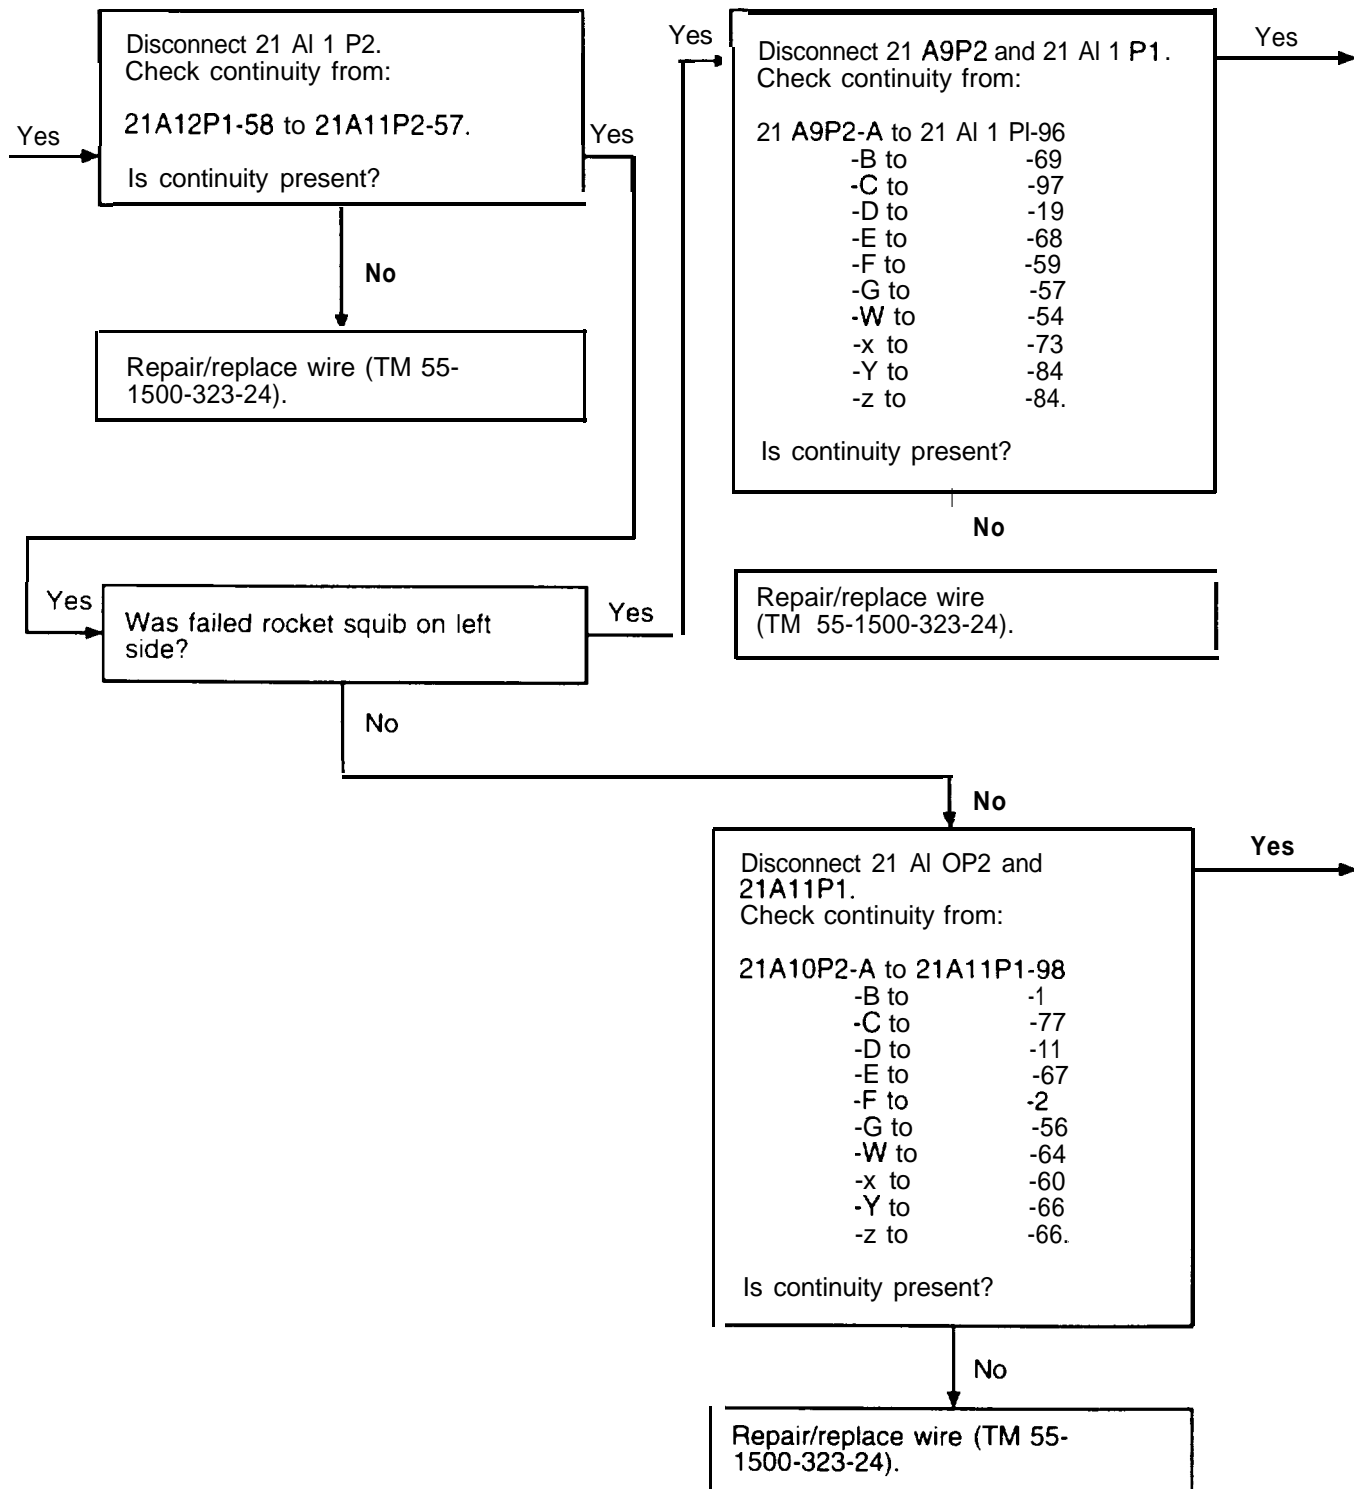 Yes
Disconnect 21 Al 1 P2.
Check continuity from:
21A12P1-58 to 21A11P2-57.
Is continuity present?
Yes
No
Repair/replace wire (TM 55-
1500-323-24).
Yes
Was failed rocket squib on left
side?
Yes
No
Yes
Disconnect 21 A9P2 and 21 Al 1 P1.
Check continuity from:
21 A9P2-A to 21 Al 1 Pl-96
-B to -69
-C to -97
-D to -19
-E to -68
-F to -59
-G to -57
-W to -54
-x to -73
-Y to -84
-z to -84.
Is continuity present?
Yes
No
Repair/replace wire
(TM 55-1500-323-24).
No
Disconnect 21 Al OP2 and
21A11P1.
Check continuity from:
21A10P2-A to 21A11P1-98
-B to -1
-C to -77
-D to -11
-E to -67
-F to -2
-G to -56
-W to -64
-x to -60
-Y to -66
-z to -66.
Is continuity present?
Yes
No
Repair/replace wire (TM 55-
1500-323-24).